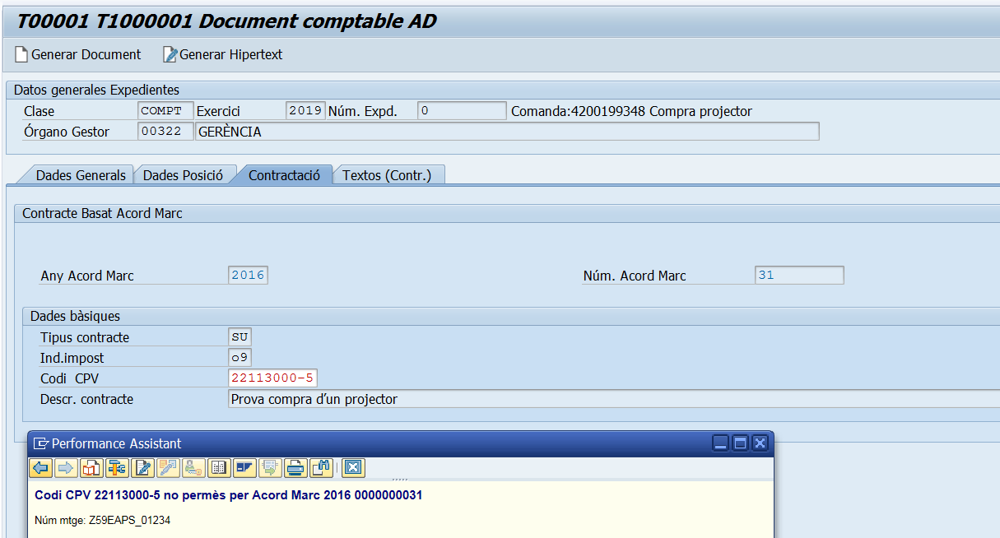 T00001 T1000001 Document comptable AD
Generar Document Generar Hipertext
Datos generales Expedientes
Clase COMPT Exercici 2019 Núm. Expd. 0 Comanda:4200199348 Compra projector
Órgano Gestor 00322 GERÈNCIA
Dades Generals Dades Posició Contractació Textos (Contr.)
Contracte Basat Acord Marc
Any Acord Marc 2016 Núm. Acord Marc 31
Dades bàsiques
Tipus contracte SU
Ind.impost o9
Codi CPV 22113000-5
Descr. contracte Prova compra d'un projector
Performance Assistant
Codi CPV 22113000-5 no permès per Acord Marc 2016 0000000031
Núm mtge: Z59EAPS_01234